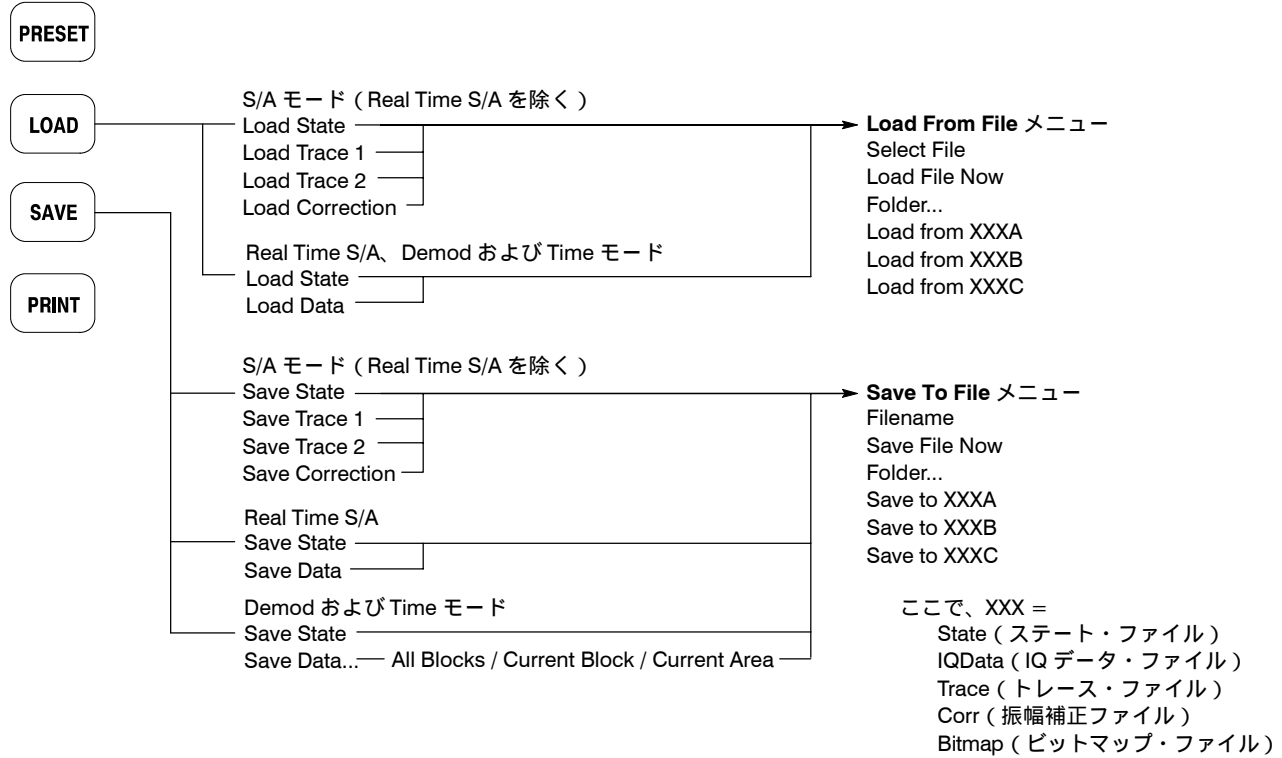 PRESET
LOAD
SAVE
PRINT
S/A モード（Real Time S/A を除く）
Load State
Load Trace 1
Load Trace 2
Load Correction
Real Time S/A、Demod および Time モード
Load State
Load Data
Load From File メニュー
Select File
Load File Now
Folder...
Load from XXXA
Load from XXXB
Load from XXXC
S/A モード（Real Time S/A を除く）
Save State
Save Trace 1
Save Trace 2
Save Correction
Real Time S/A
Save State
Save Data
Demod および Time モード
Save State
Save Data... All Blocks / Current Block / Current Area
Save To File メニュー
Filename
Save File Now
Folder...
Save to XXXA
Save to XXXB
Save to XXXC
ここで、XXX =
State（ステート・ファイル）
IQData（IQ データ・ファイル）
Trace（トレース・ファイル）
Corr（振幅補正ファイル）
Bitmap（ビットマップ・ファイル）